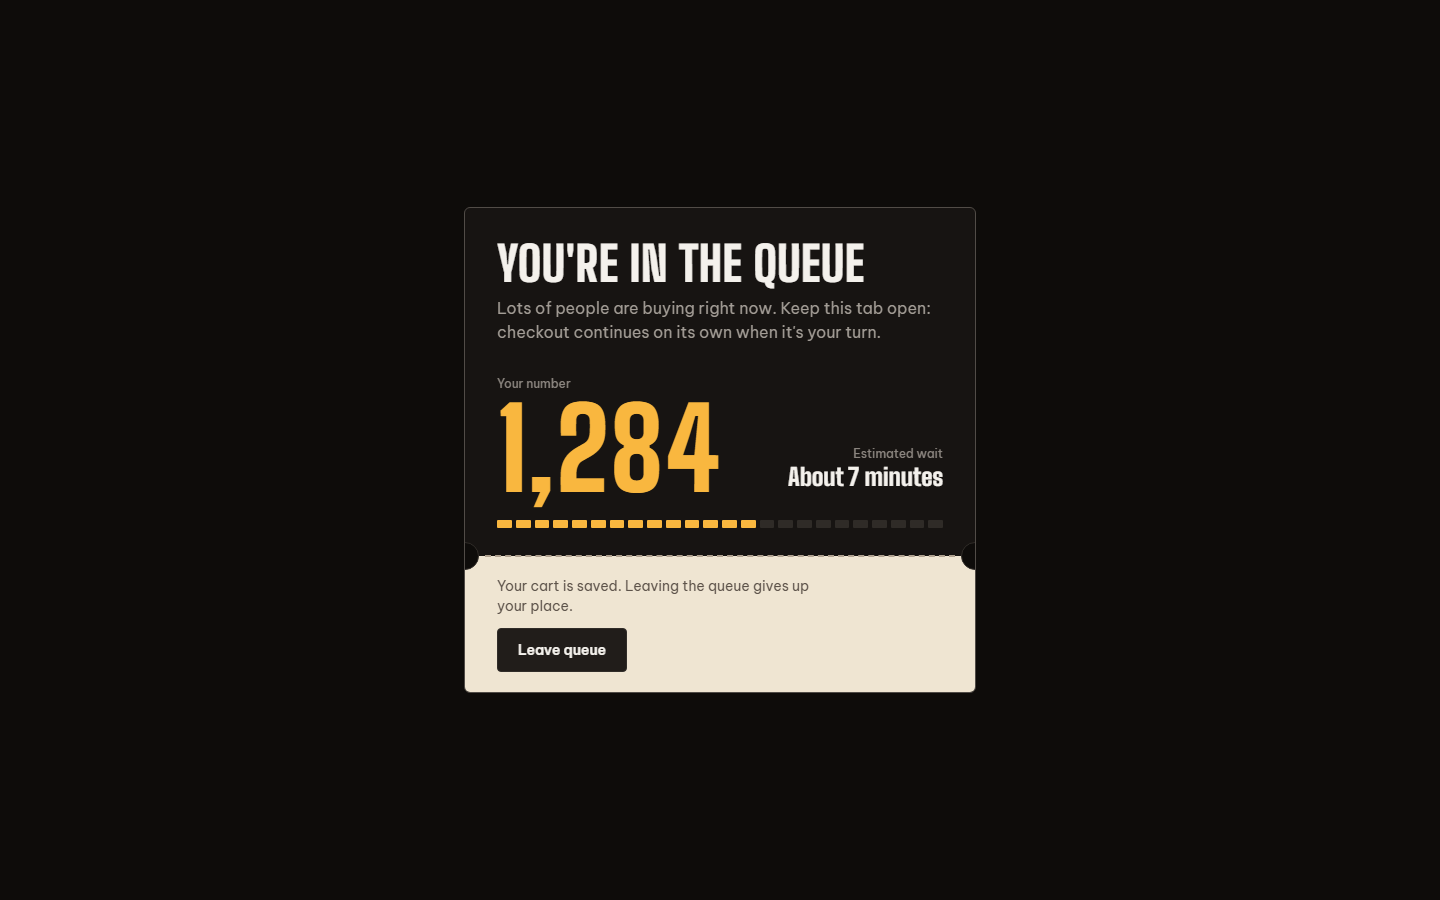 YOU'RE IN THE QUEUE
Lots of people are buying right now. Keep this tab open:
checkout continues on its own when it's your turn.
Your number
1,284
Estimated wait
About 7 minutes
Your cart is saved. Leaving the queue gives up
your place.
Leave queue